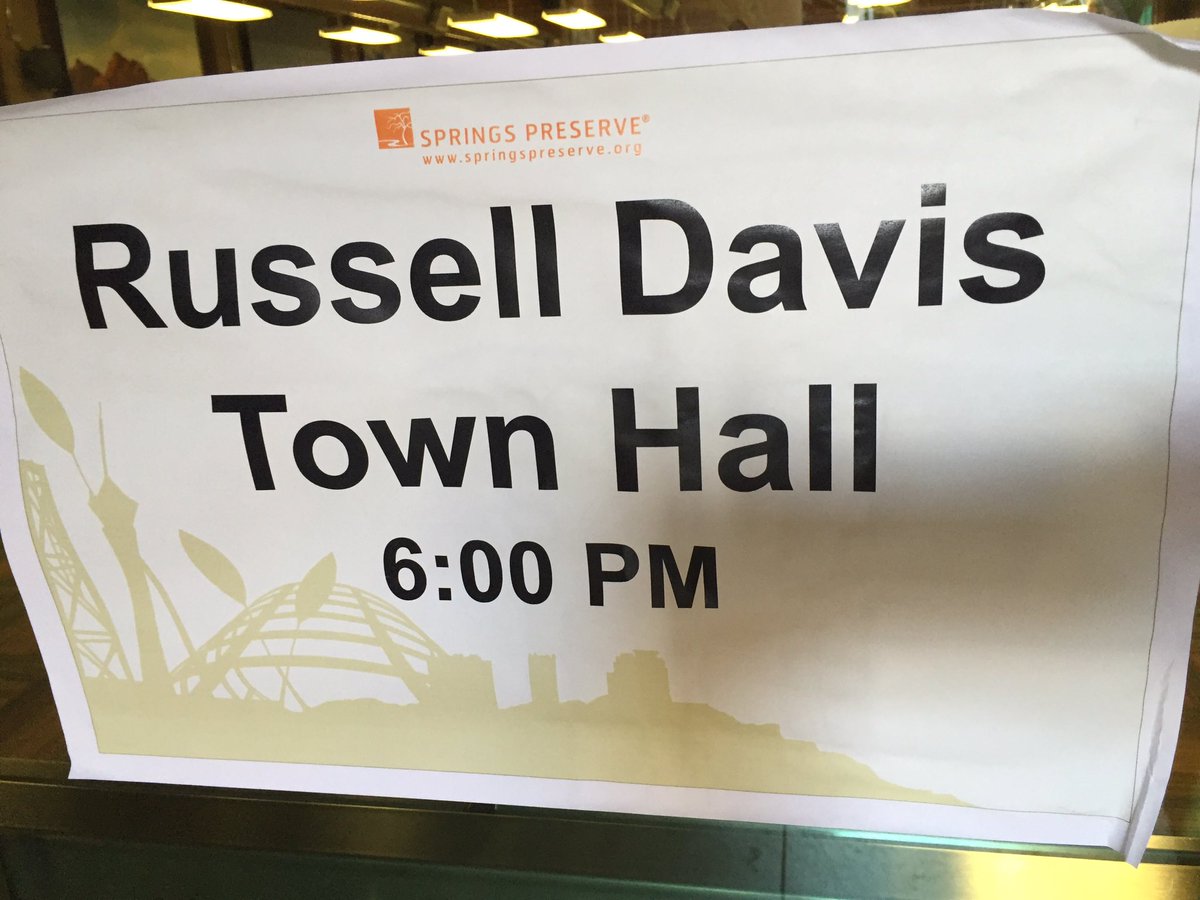 SPRINGS PRESERVE®
www.springspreserve.org
Russell Davis
Town Hall
6:00 PM